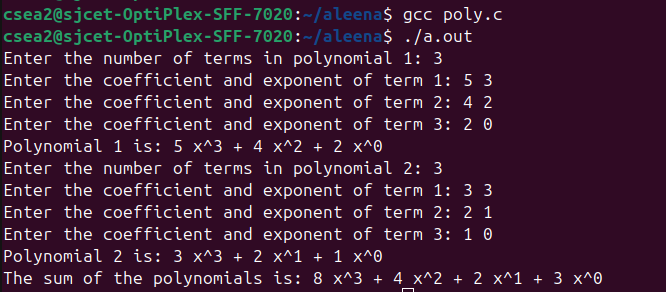 csea2@sjcet-OptiPlex-SFF-7020:~/aleena$ gcc poly.c
csea2@sjcet-OptiPlex-SFF-7020:~/aleena$ ./a.out
Enter the number of terms in polynomial 1: 3
Enter the coefficient and exponent of term 1: 5 3
Enter the coefficient and exponent of term 2: 4 2
Enter the coefficient and exponent of term 3: 2 0
Polynomial 1 is: 5 x^3 + 4 x^2 + 2 x^0
Enter the number of terms in polynomial 2: 3
Enter the coefficient and exponent of term 1: 3 3
Enter the coefficient and exponent of term 2: 2 1
Enter the coefficient and exponent of term 3: 1 0
Polynomial 2 is: 3 x^3 + 2 x^1 + 1 x^0
The sum of the polynomials is: 8 x^3 + 4 x^2 + 2 x^1 + 3 x^0